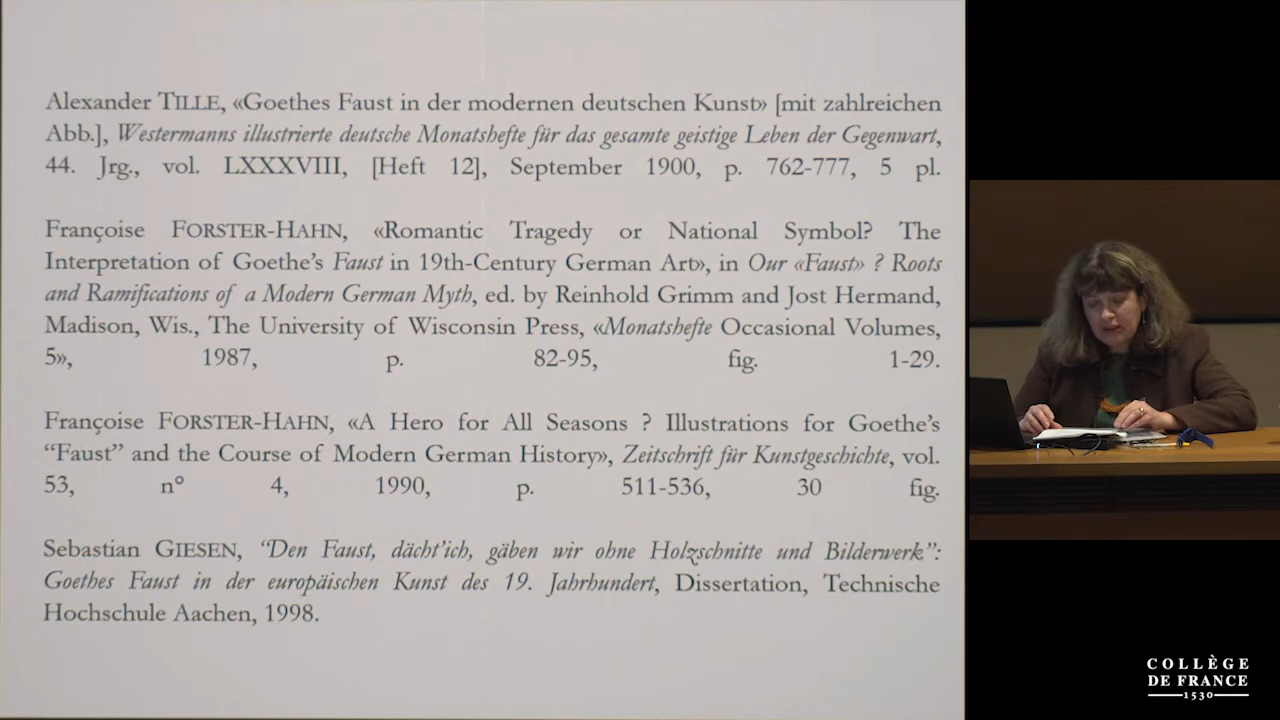 Alexander TILLE, «Goethes Faust in der modernen deutschen Kunst» [mit zahlreichen
Abb.], Westermanns illustrierte deutsche Monatshefte für das gesamte geistige Leben der Gegenwart,
44. Jrg., vol. LXXXVIII, [Heft 12], September 1900, p. 762-777, 5 pl.
Françoise FORSTER-HAHN, «Romantic Tragedy or National Symbol? The
Interpretation of Goethe’s Faust in 19th-Century German Art», in Our «Faust» ? Roots
and Ramifications of a Modern German Myth, ed. by Reinhold Grimm and Jost Hermand,
Madison, Wis., The University of Wisconsin Press, «Monatshefte Occasional Volumes,
5», 1987, p. 82-95, fig. 1-29.
Françoise FORSTER-HAHN, «A Hero for All Seasons ? Illustrations for Goethe’s
“Faust” and the Course of Modern German History», Zeitschrift für Kunstgeschichte, vol.
53, n° 4, 1990, p. 511-536, 30 fig.
Sebastian GIESEN, “Den Faust, dächt’ich, gäben wir ohne Holzschnitte und Bilderwerk”:
Goethes Faust in der europäischen Kunst des 19. Jahrhundert, Dissertation, Technische
Hochschule Aachen, 1998.
COLLÈGE
DE FRANCE
1530